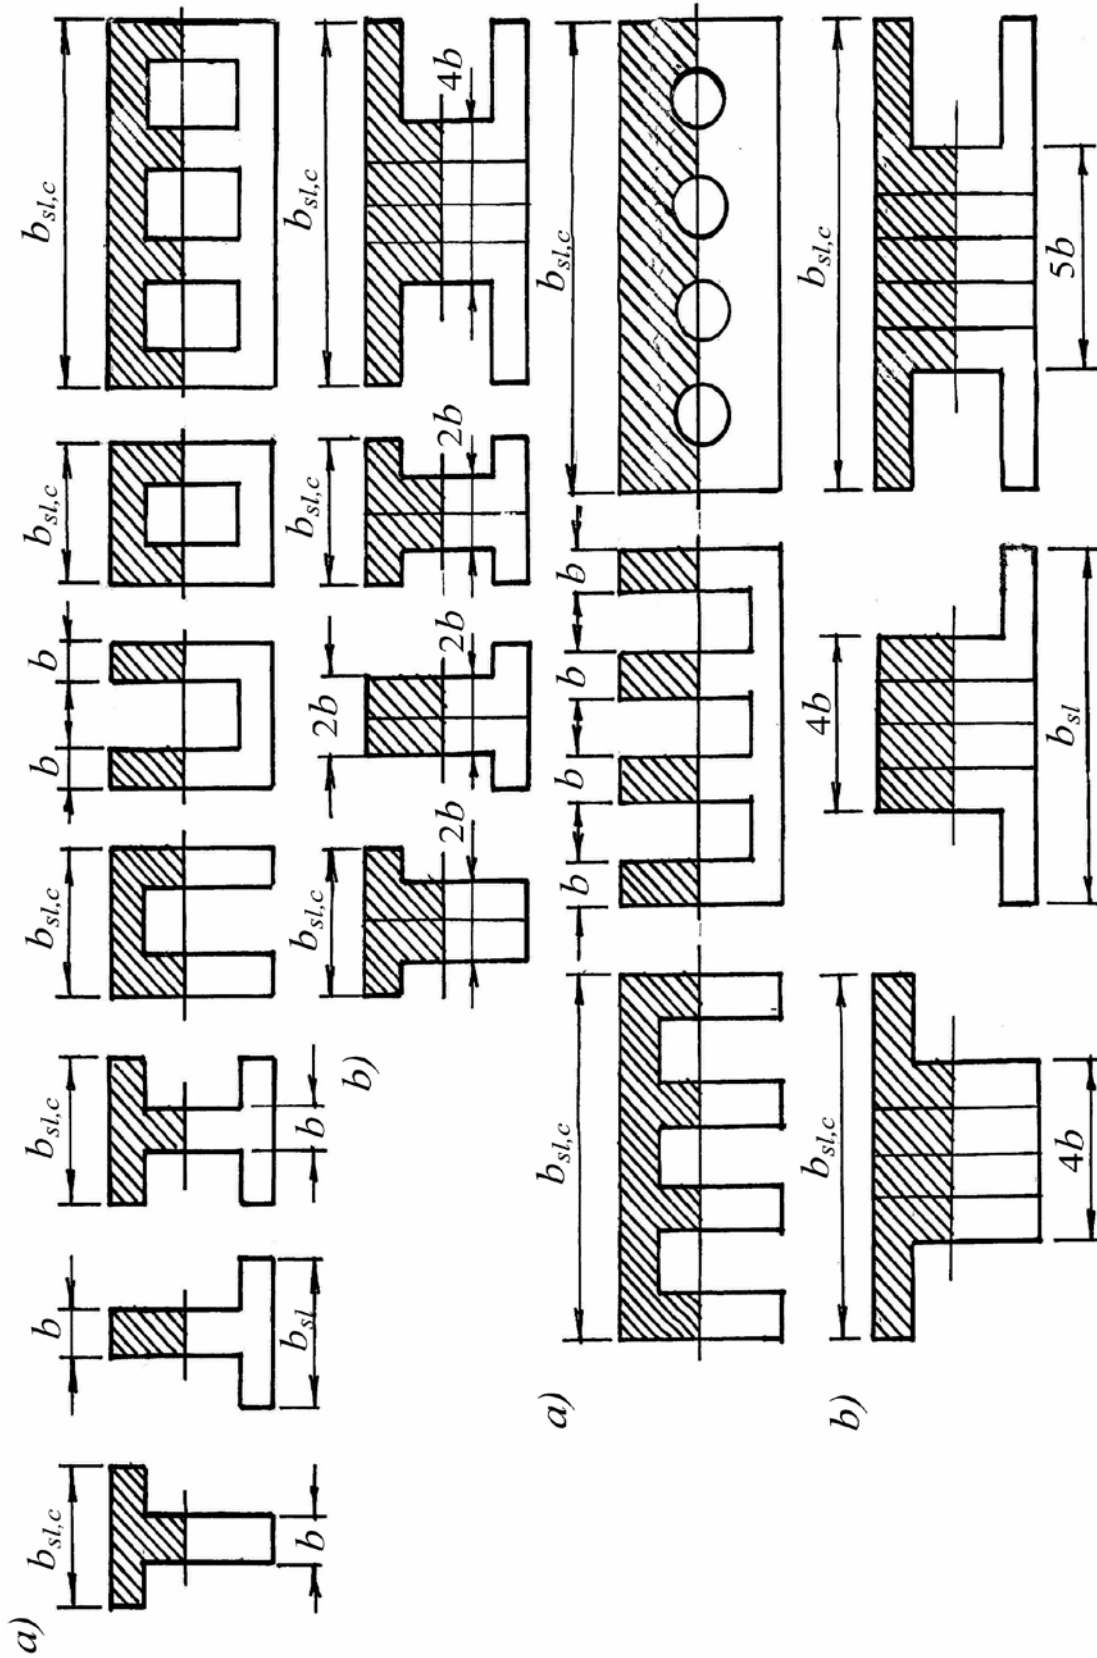 a)
b_{sl,c} b b_{sl,c} b_{sl,c} b b b_{sl,c} b_{sl,c}
b b_{sl} b
b)
b_{sl,c} 2b b_{sl,c} b_{sl,c}
2b 2b 2b 4b
a)
b_{sl,c} b b b b b_{sl,c}
b)
b_{sl,c} 4b b_{sl,c}
4b b_{sl} 5b